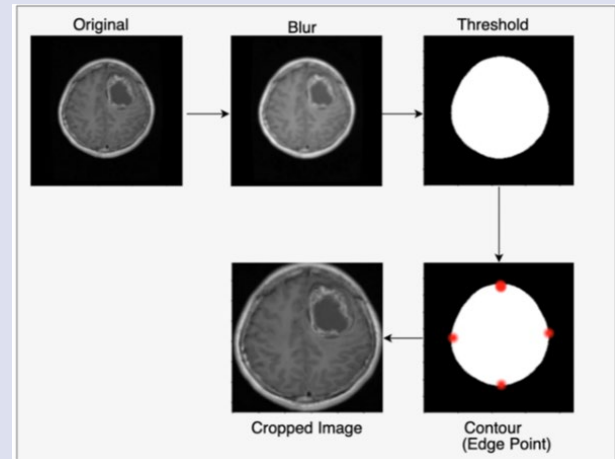 Original
Blur
Threshold
Cropped Image
Contour
(Edge Point)